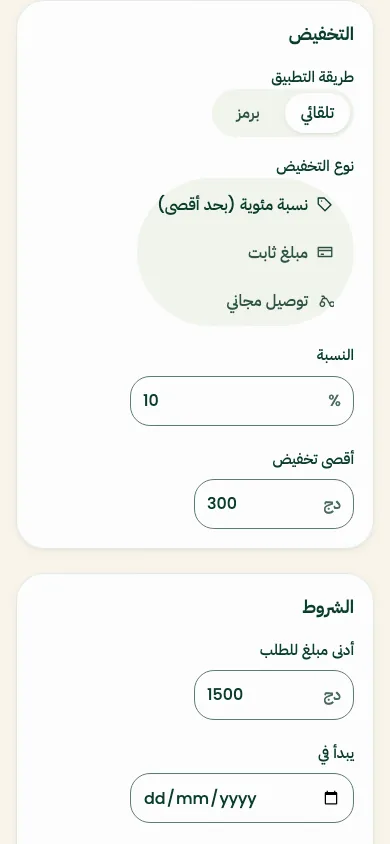 التخفيض
طريقة التطبيق
تلقائي برمز
نوع التخفيض
نسبة مئوية (بحد أقصى)
مبلغ ثابت
توصيل مجاني
النسبة
% 10
أقصى تخفيض
دج 300
الشروط
أدنى مبلغ للطلب
دج 1500
يبدأ في
dd/mm/yyyy